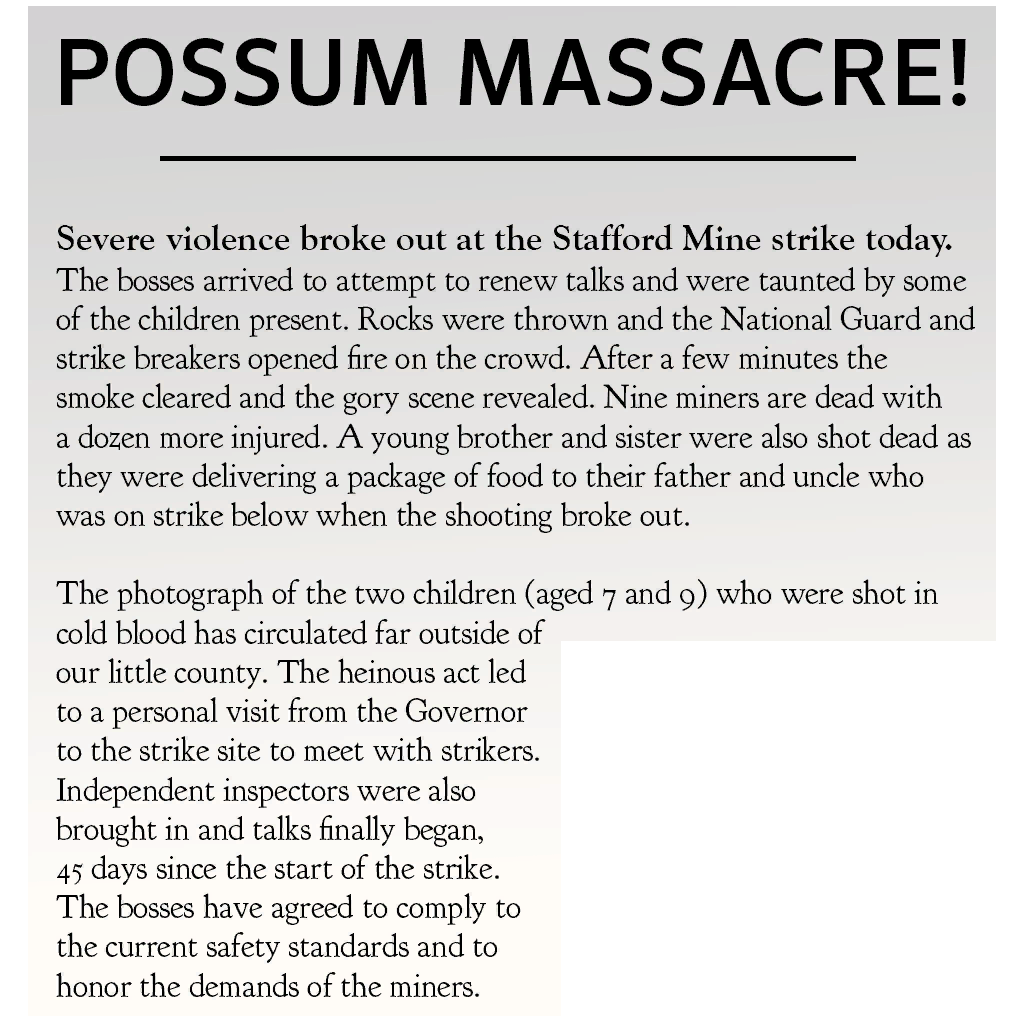 POSSUM MASSACRE!
Severe violence broke out at the Stafford Mine strike today.
The bosses arrived to attempt to renew talks and were taunted by some
of the children present. Rocks were thrown and the National Guard and
strike breakers opened fire on the crowd. After a few minutes the
smoke cleared and the gory scene revealed. Nine miners are dead with
a dozen more injured. A young brother and sister were also shot dead as
they were delivering a package of food to their father and uncle who
was on strike below when the shooting broke out.
The photograph of the two children (aged 7 and 9) who were shot in
cold blood has circulated far outside of
our little county. The heinous act led
to a personal visit from the Governor
to the strike site to meet with strikers.
Independent inspectors were also
brought in and talks finally began,
45 days since the start of the strike.
The bosses have agreed to comply to
the current safety standards and to
honor the demands of the miners.